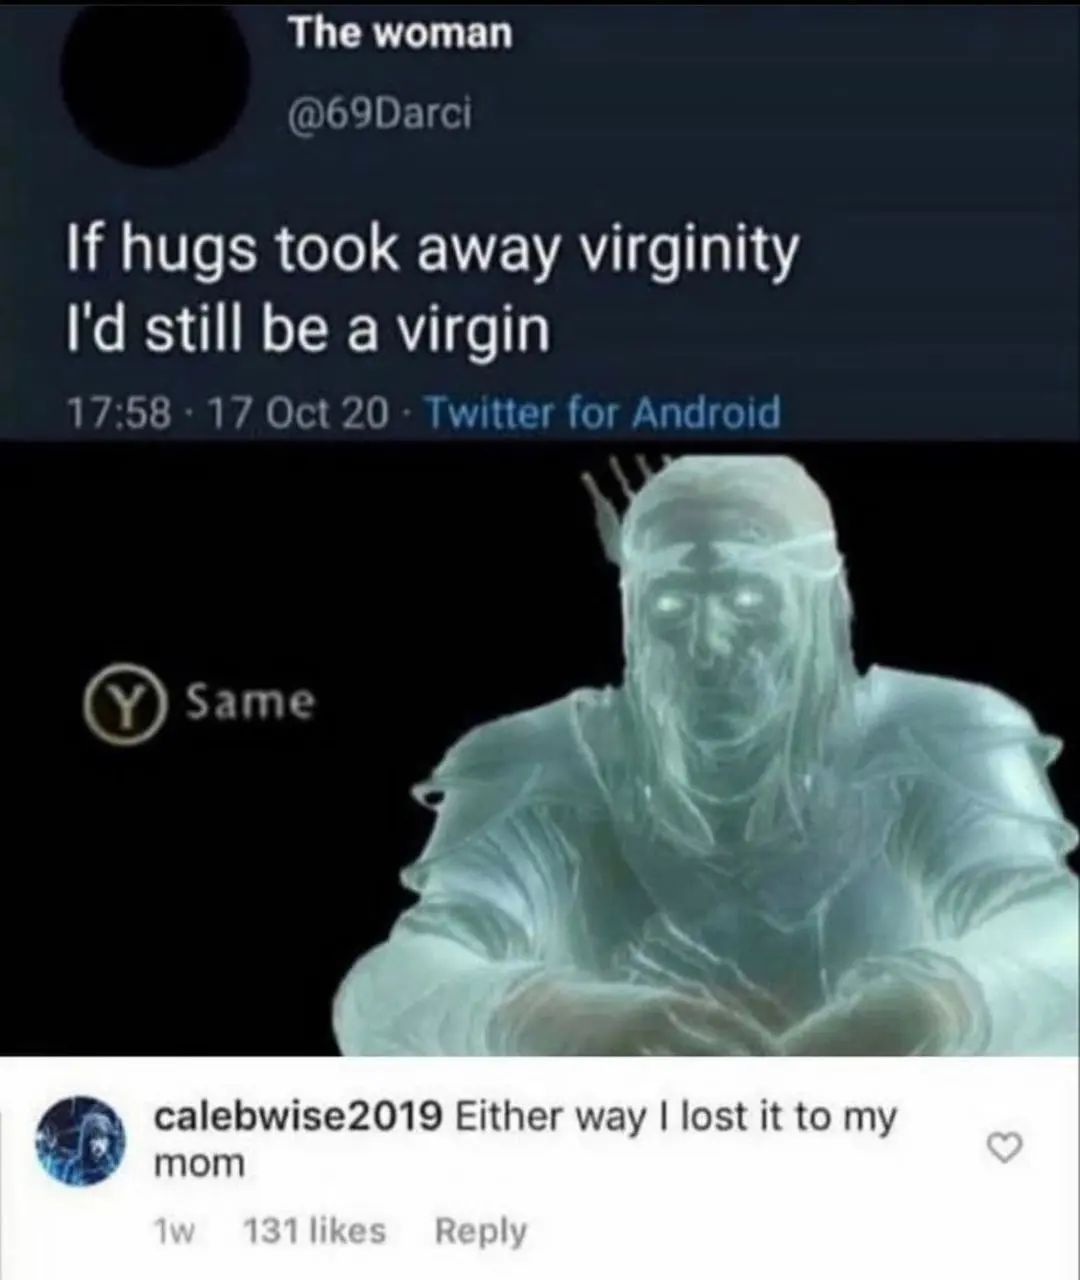 The woman
@69Darci
If hugs took away virginity
I'd still be a virgin
17:58 · 17 Oct 20 · Twitter for Android
Y Same
calebwise2019 Either way I lost it to my
mom
1w 131 likes Reply